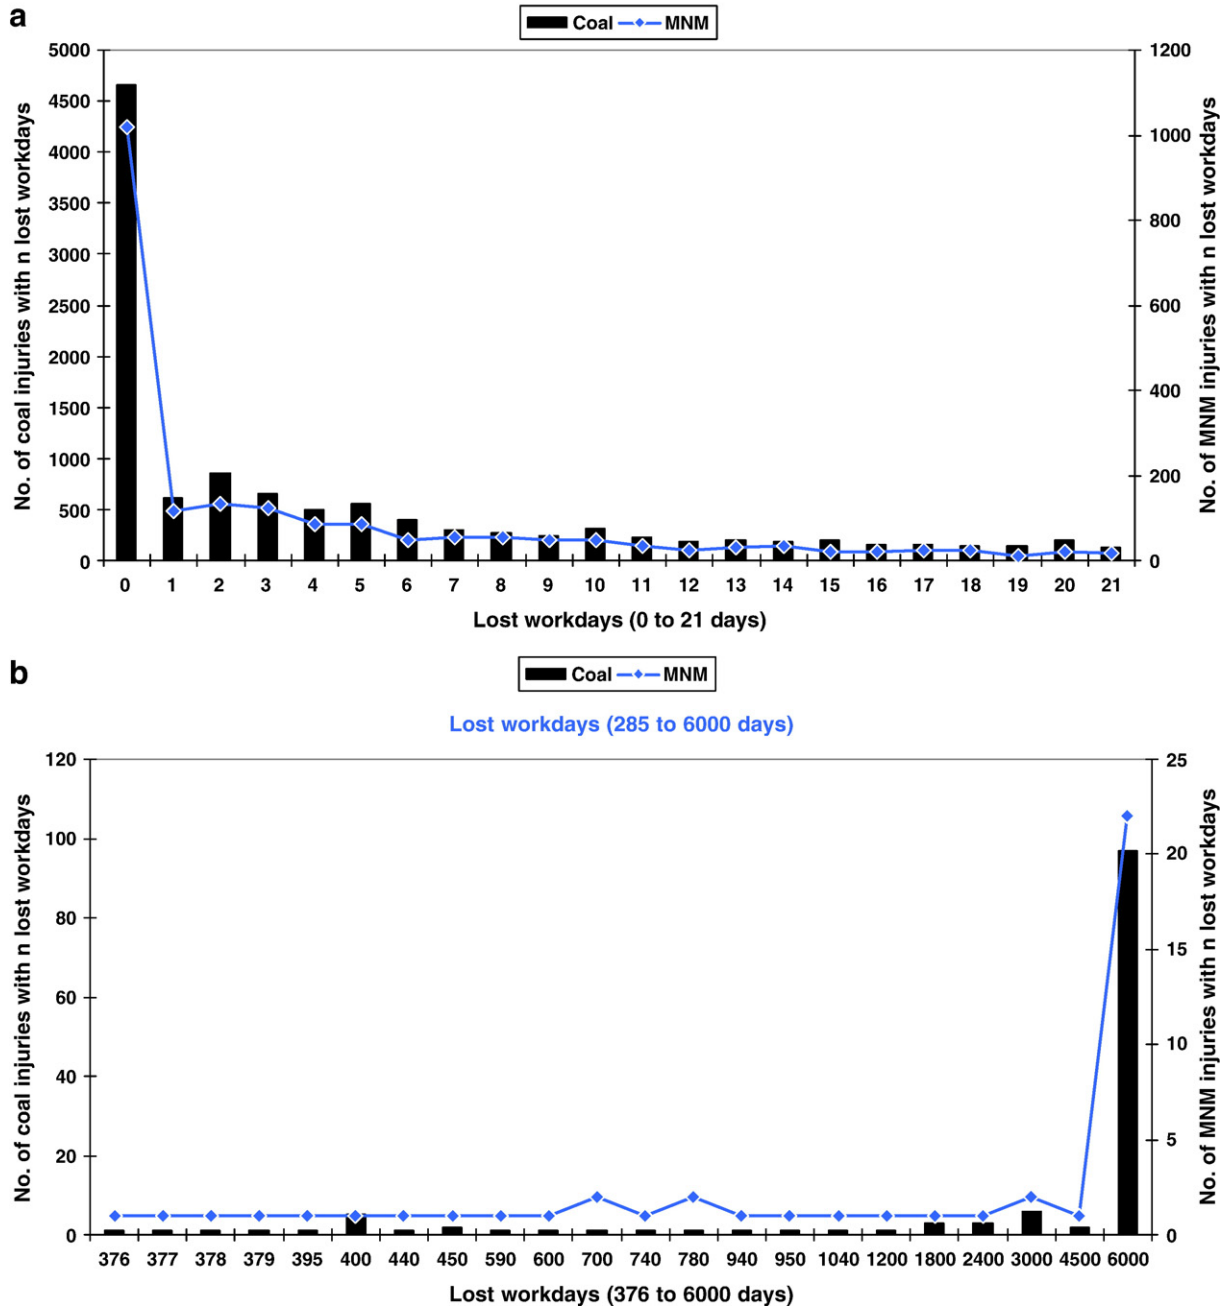 a
Coal MNM
No. of coal injuries with n lost workdays
5000
4500
4000
3500
3000
2500
2000
1500
1000
500
0
1200
1000
800
600
400
200
0
No. of MNM injuries with n lost workdays
0 1 2 3 4 5 6 7 8 9 10 11 12 13 14 15 16 17 18 19 20 21
Lost workdays (0 to 21 days)
b
Coal MNM
Lost workdays (285 to 6000 days)
No. of coal injuries with n lost workdays
120
100
80
60
40
20
0
25
20
15
10
5
0
No. of MNM injuries with n lost workdays
376 377 378 379 395 400 440 450 590 600 700 740 780 940 950 1040 1200 1800 2400 3000 4500 6000
Lost workdays (376 to 6000 days)